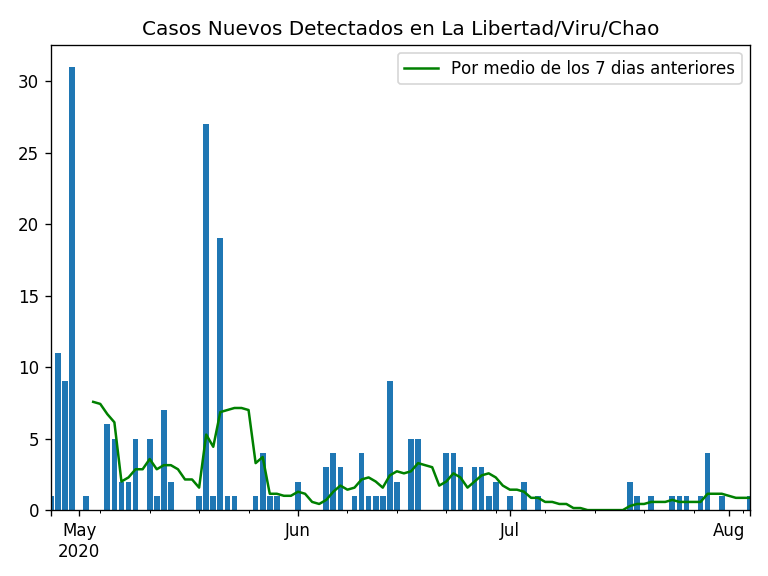 Casos Nuevos Detectados en La Libertad/Viru/Chao
Por medio de los 7 dias anteriores
30
25
20
15
10
5
0
May Jun Jul Aug
2020